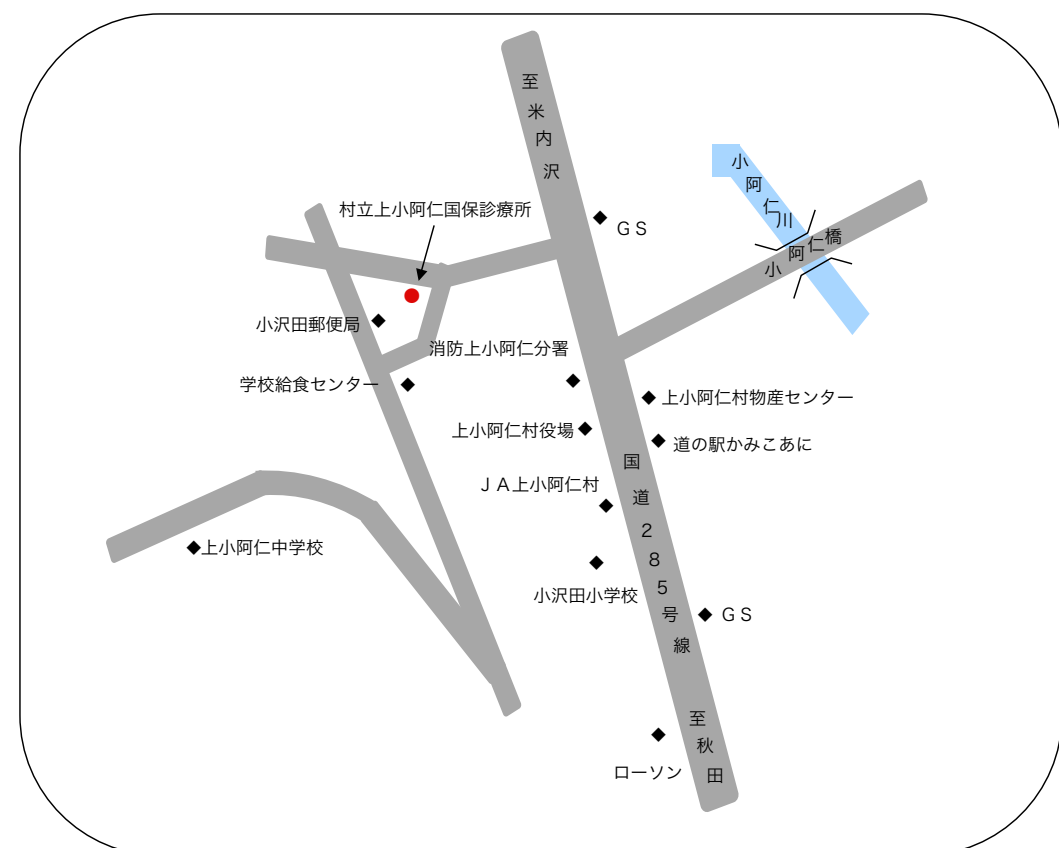 至米内沢
小阿仁川
村立上小阿仁国保診療所
ＧＳ
小阿仁橋
小沢田郵便局
消防上小阿仁分署
学校給食センター
上小阿仁村物産センター
上小阿仁村役場
道の駅かみこあに
国道２８５号線
ＪＡ上小阿仁村
上小阿仁中学校
小沢田小学校
ＧＳ
至秋田
ローソン